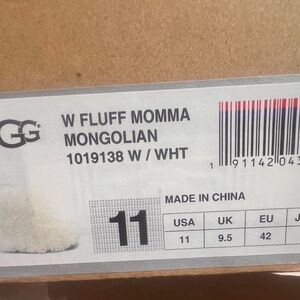 W FLUFF MOMMA
MONGOLIAN
1019138 W / WHT
GG
1 91142 043
MADE IN CHINA
11
USA UK EU J
11 9.5 42